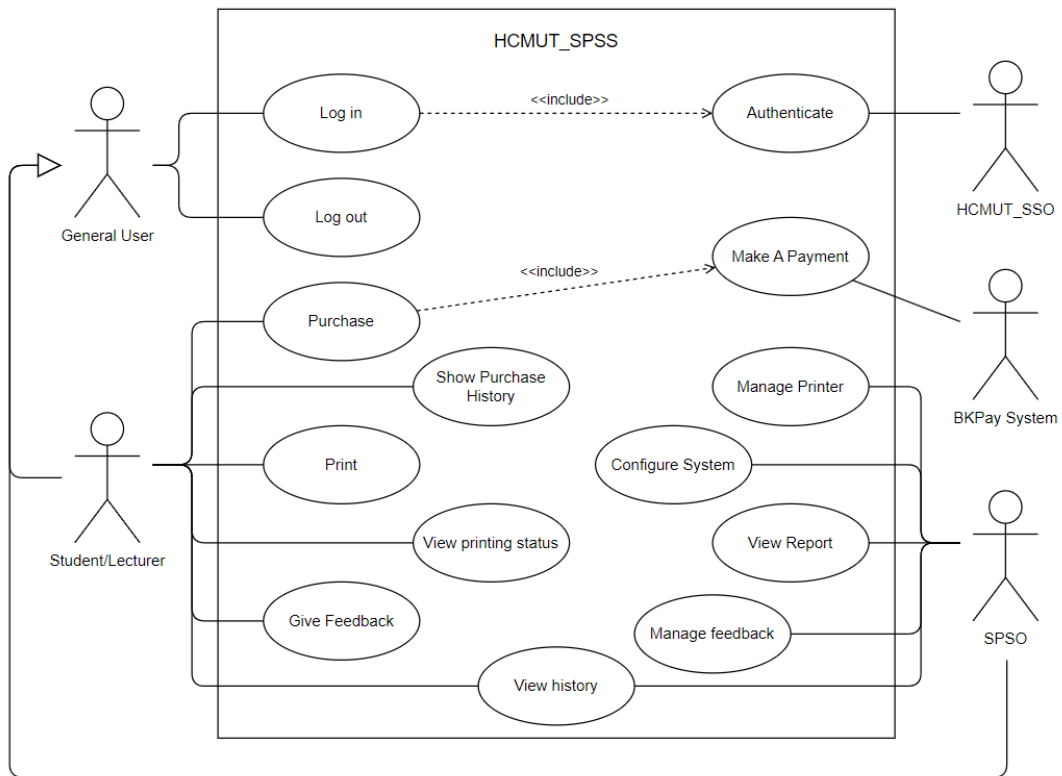 HCMUT_SPSS
Log in
<<include>>
Authenticate
General User
HCMUT_SSO
Log out
Make A Payment
<<include>>
Purchase
Show Purchase
History
Manage Printer
BKPay System
Print
Configure System
Student/Lecturer
View printing status
View Report
Give Feedback
Manage feedback
SPSO
View history